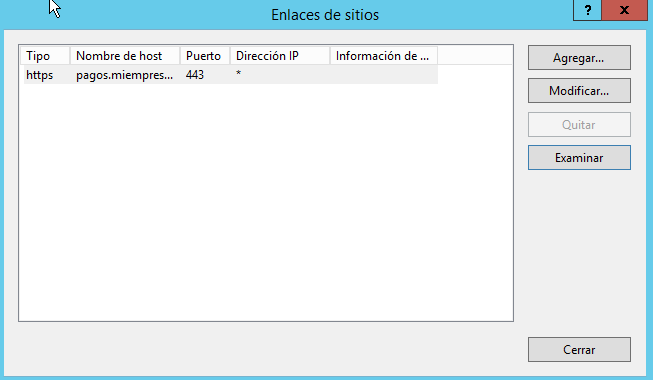 Enlaces de sitios
? x
Tipo Nombre de host Puerto Dirección IP Información de ...
https pagos.miempres... 443 *
Agregar...
Modificar...
Quitar
Examinar
Cerrar